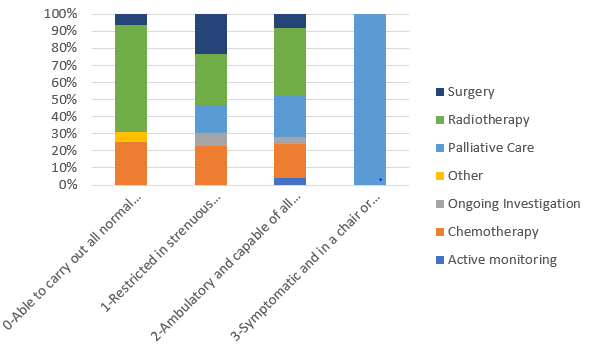 100%
90%
80%
70%
60%
50%
40%
30%
20%
10%
0%
0-Able to carry out all normal...
1-Restricted in strenuous...
2-Ambulatory and capable of all...
3-Symptomatic and in a chair or...
Surgery
Radiotherapy
Palliative Care
Other
Ongoing Investigation
Chemotherapy
Active monitoring